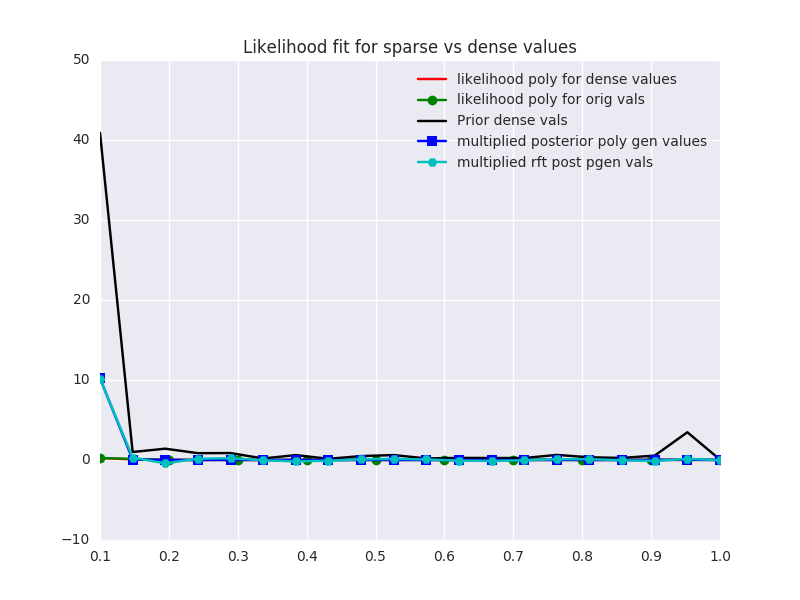 Likelihood fit for sparse vs dense values
50
40
30
20
10
0
−10
likelihood poly for dense values
likelihood poly for orig vals
Prior dense vals
multiplied posterior poly gen values
multiplied rft post pgen vals
0.1 0.2 0.3 0.4 0.5 0.6 0.7 0.8 0.9 1.0